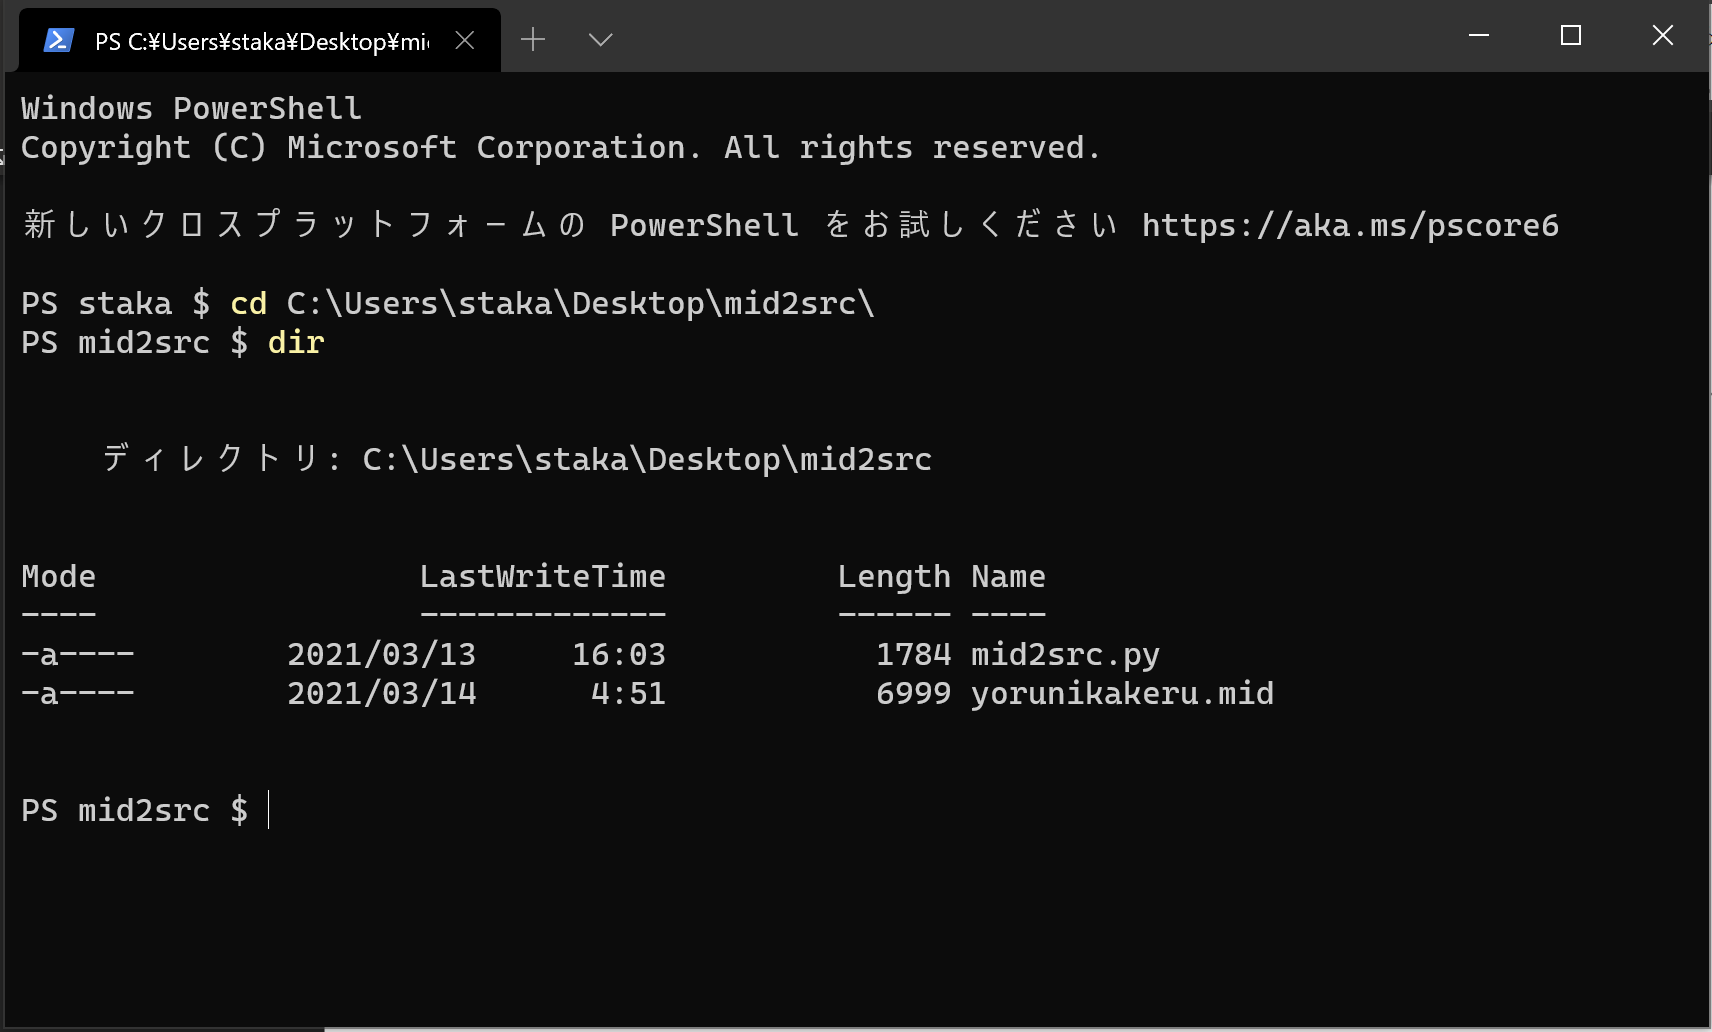 PS C:¥Users¥staka¥Desktop¥mi
Windows PowerShell
Copyright (C) Microsoft Corporation. All rights reserved.
新しいクロスプラットフォームの PowerShell をお試しください https://aka.ms/pscore6
PS staka $ cd C:\Users\staka\Desktop\mid2src\
PS mid2src $ dir
ディレクトリ: C:\Users\staka\Desktop\mid2src
Mode LastWriteTime Length Name
---- ------------- ------ ----
-a---- 2021/03/13 16:03 1784 mid2src.py
-a---- 2021/03/14 4:51 6999 yorunikakeru.mid
PS mid2src $